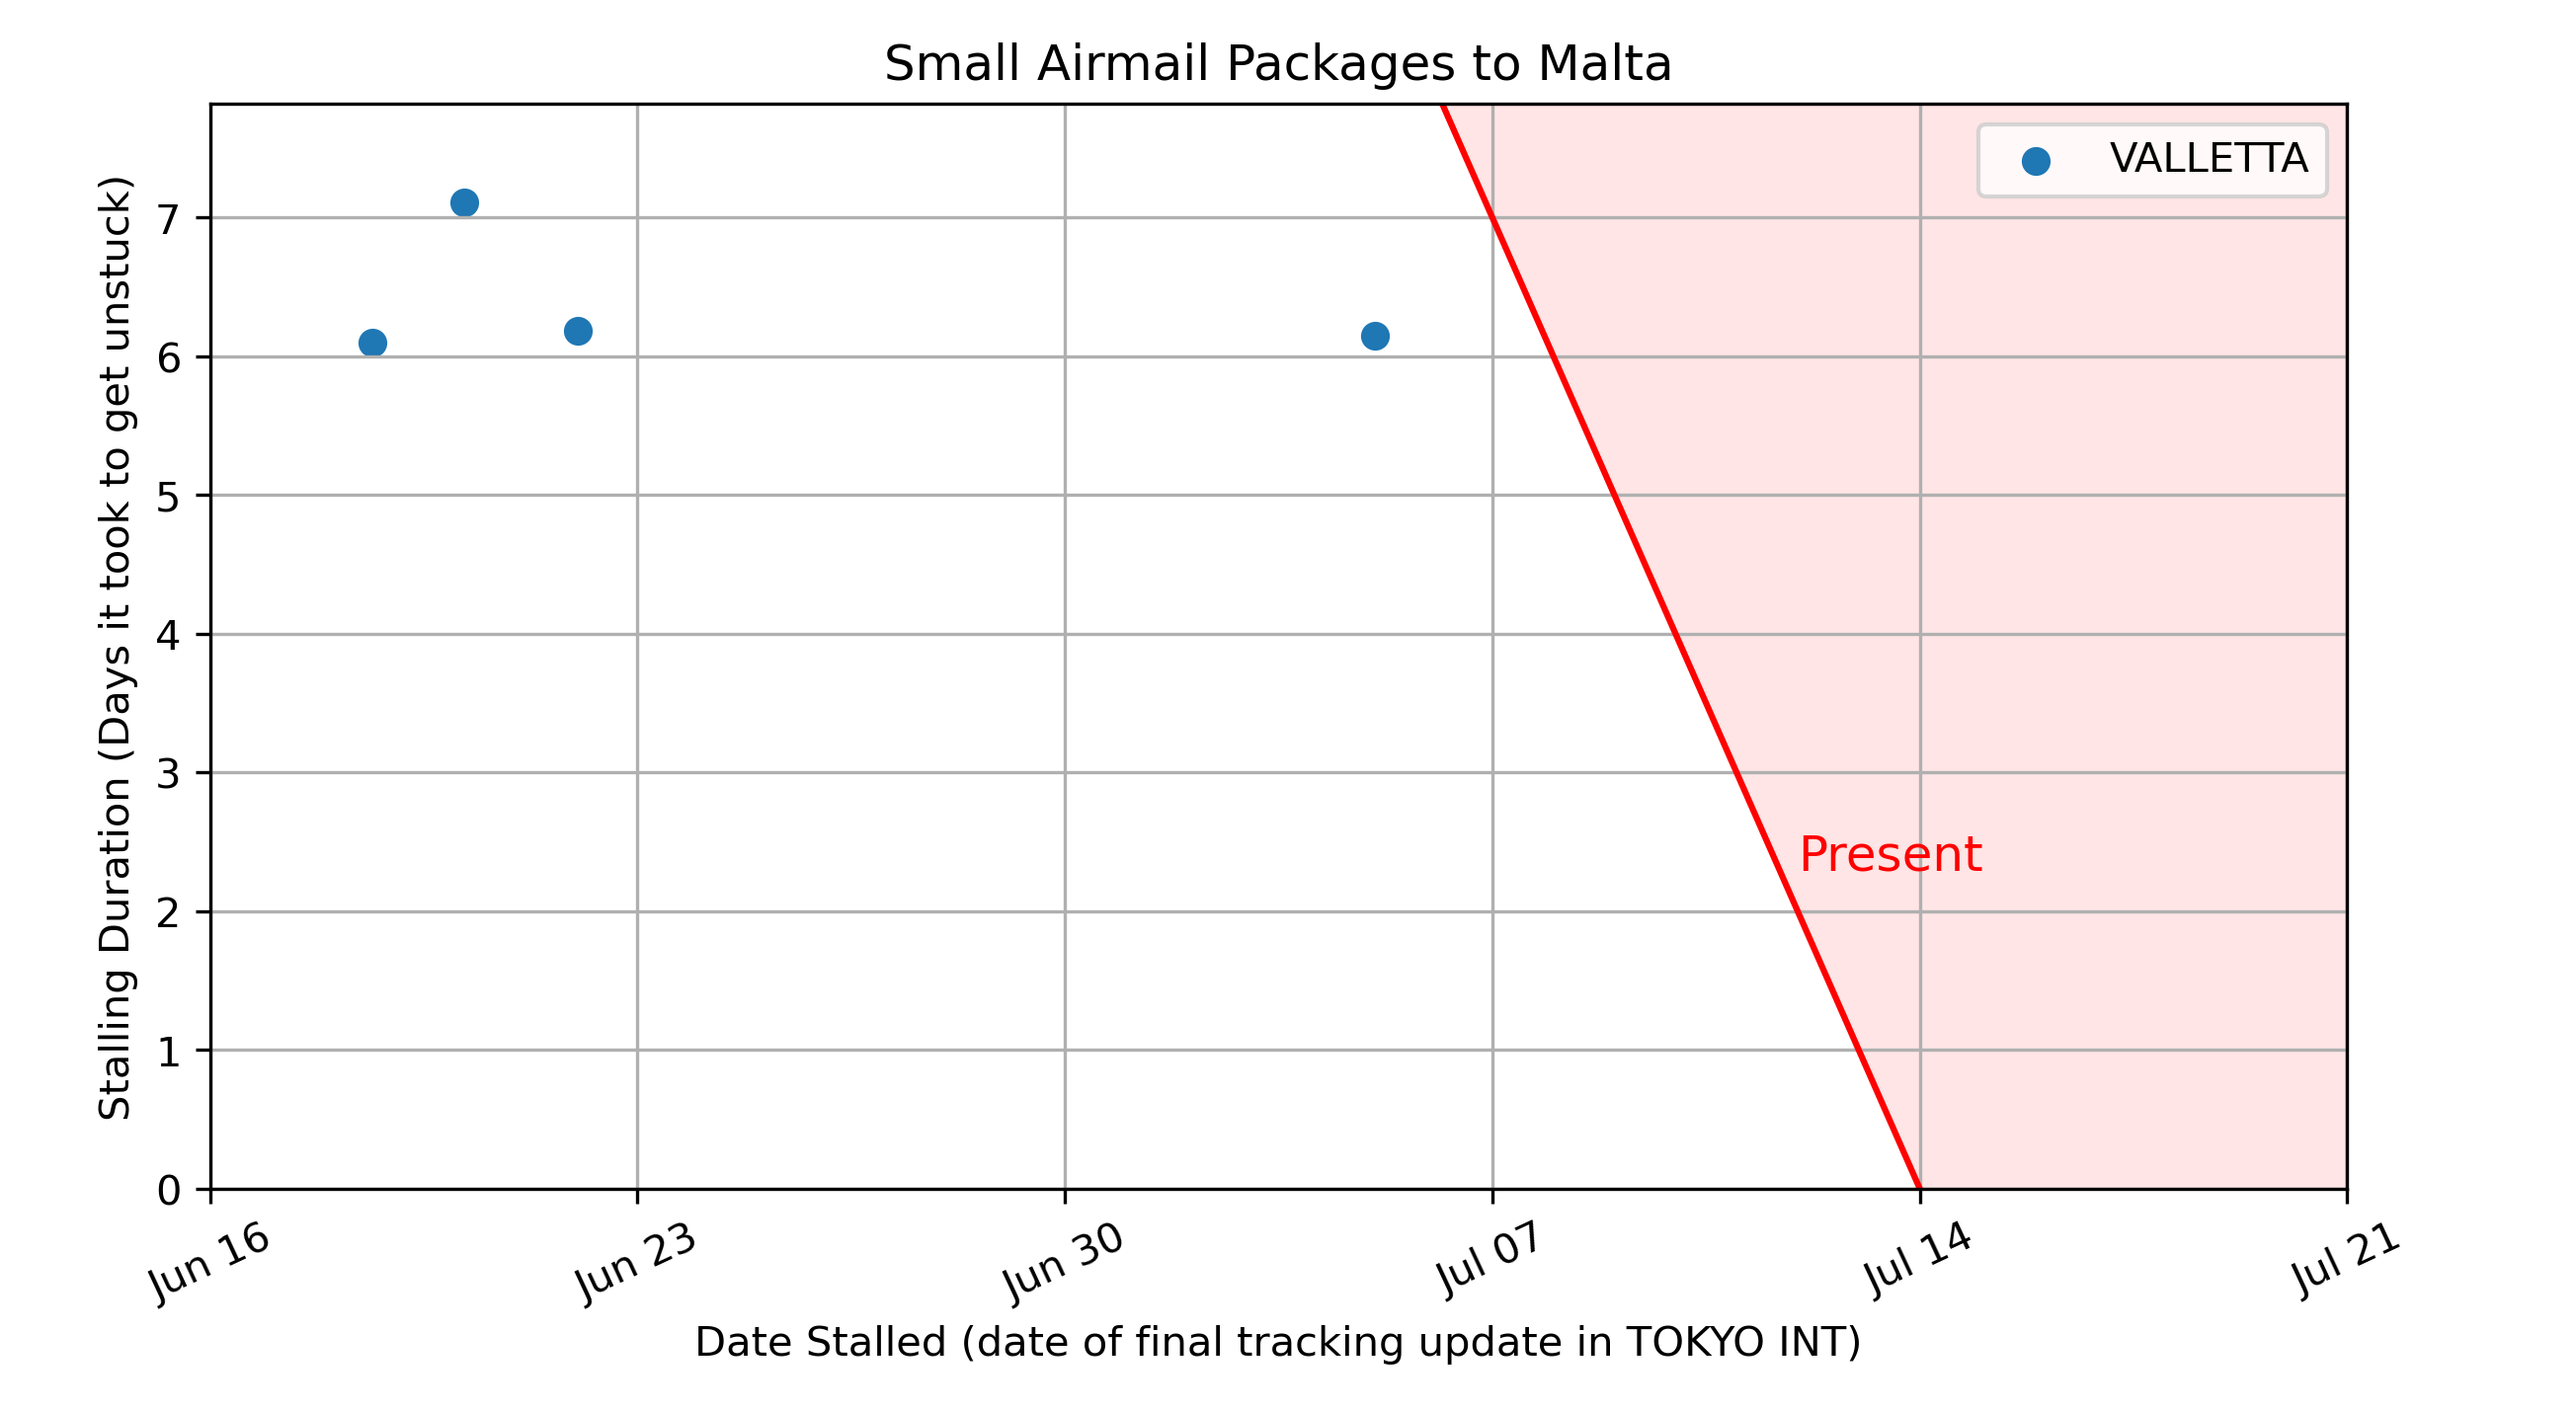 Small Airmail Packages to Malta
VALLETTA
Stalling Duration (Days it took to get unstuck)
7
6
5
4
3
2
1
0
Present
Jun 16
Jun 23
Jun 30
Jul 07
Jul 14
Jul 21
Date Stalled (date of final tracking update in TOKYO INT)